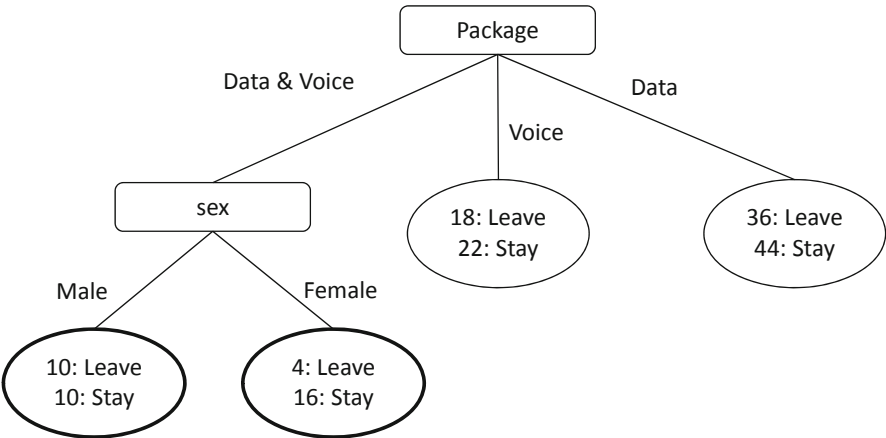 Package
Data & Voice
Data
Voice
sex
18: Leave
22: Stay
36: Leave
44: Stay
Male
Female
10: Leave
10: Stay
4: Leave
16: Stay